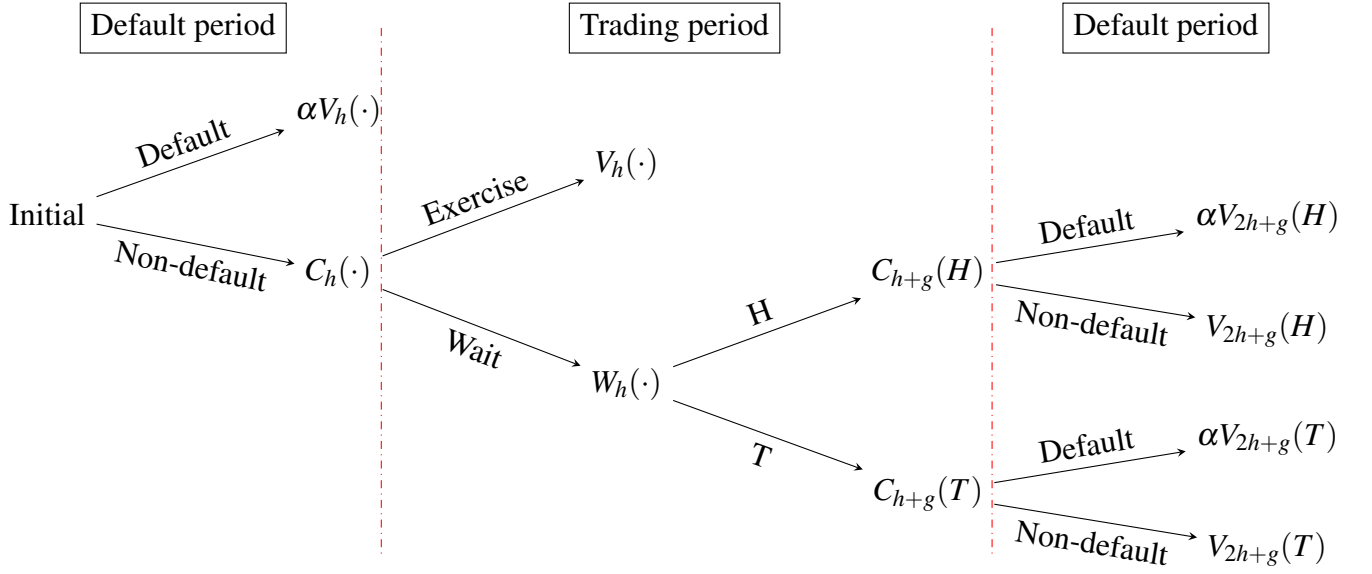 Default period
Trading period
Default period
αV_h(·)
Default
V_h(·)
Exercise
Initial
αV_{2h+g}(H)
Default
Non-default
C_h(·)
C_{h+g}(H)
H
Non-default
V_{2h+g}(H)
Wait
W_h(·)
αV_{2h+g}(T)
Default
T
C_{h+g}(T)
Non-default
V_{2h+g}(T)